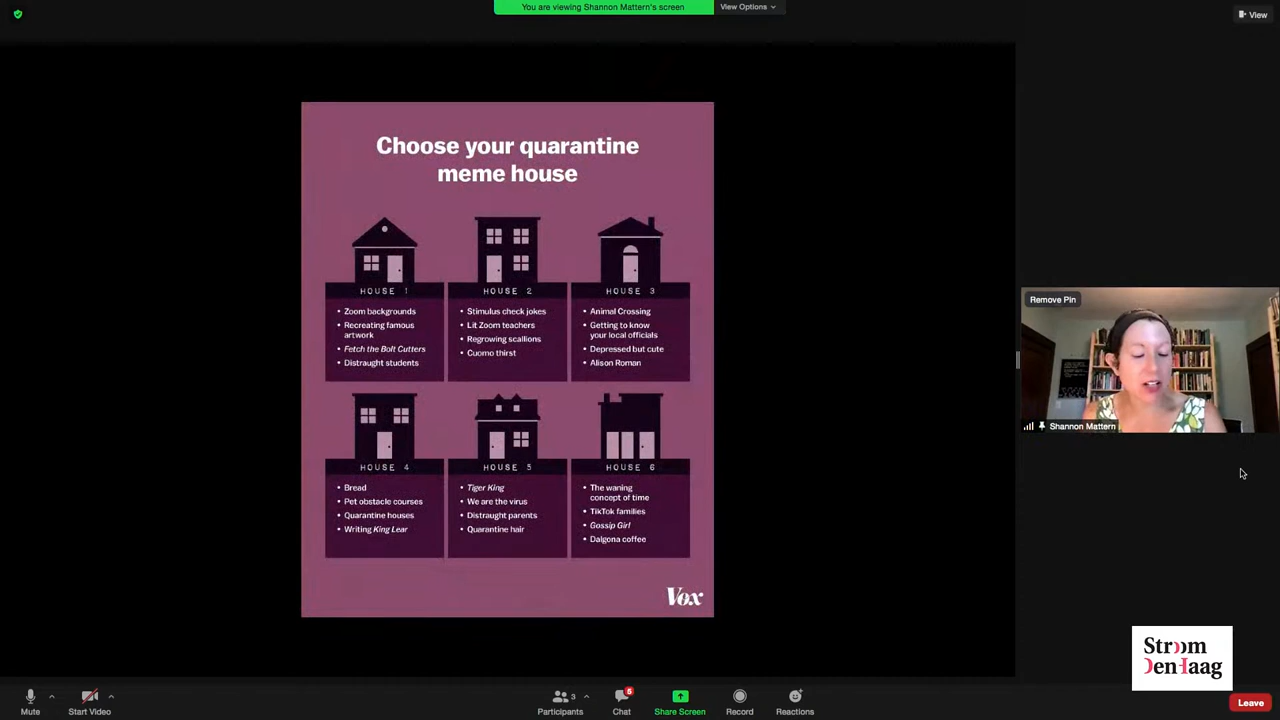 You are viewing Shannon Mattern's screen
View Options
View
Choose your quarantine
meme house
HOUSE 1
• Zoom backgrounds
• Recreating famous
artwork
• Fetch the Bolt Cutters
• Distraught students
HOUSE 2
• Stimulus check jokes
• Lit Zoom teachers
• Regrowing scallions
• Cuomo thirst
HOUSE 3
• Animal Crossing
• Getting to know
your local officials
• Depressed but cute
• Alison Roman
HOUSE 4
• Bread
• Pet obstacle courses
• Quarantine houses
• Writing King Lear
HOUSE 5
• Tiger King
• We are the virus
• Distraught parents
• Quarantine hair
HOUSE 6
• The waning
concept of time
• TikTok families
• Gossip Girl
• Dalgona coffee
Vox
Remove Pin
Shannon Mattern
Stroom
Den Haag
Mute
Start Video
3
Participants
6
Chat
Share Screen
Record
Reactions
Leave